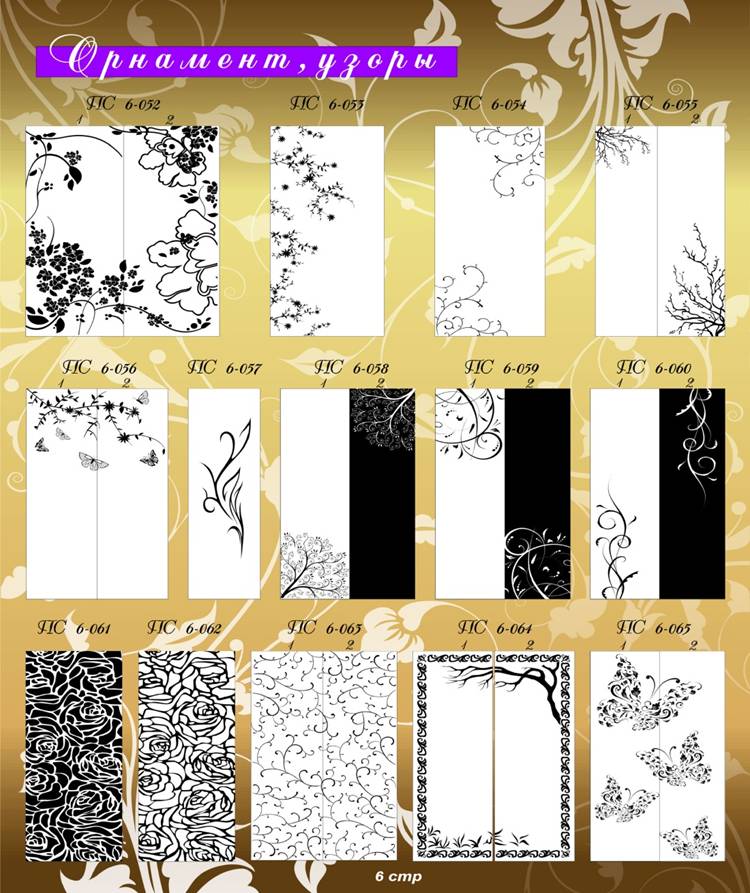 Орнамент, узоры
ПС 6-052 ПС 6-053 ПС 6-054 ПС 6-055
1 2 1 2
ПС 6-056 ПС 6-057 ПС 6-058 ПС 6-059 ПС 6-060
1 2 1 2 1 2 1 2
ПС 6-061 ПС 6-062 ПС 6-063 ПС 6-064 ПС 6-065
1 2 1 2
6 стр